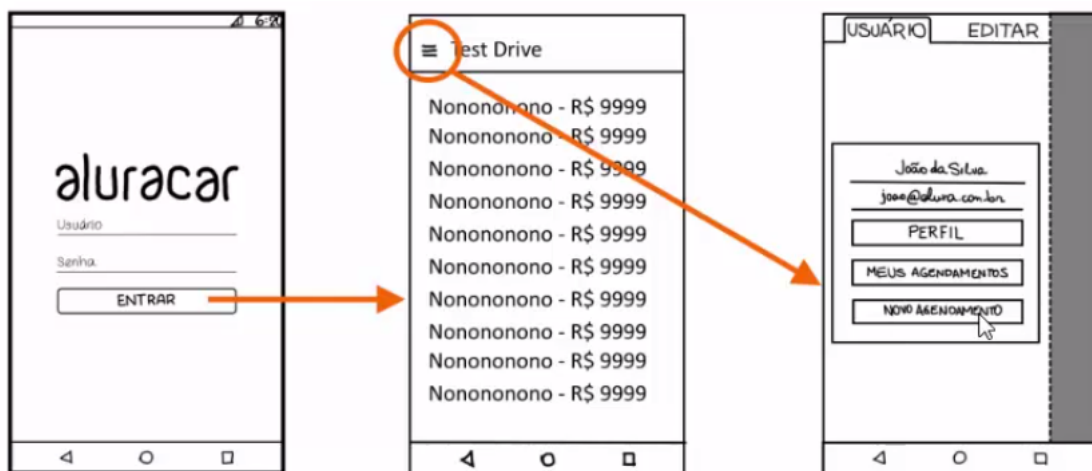 6:20
aluracar
Usuário
Senha
ENTRAR
Test Drive
Nonononono - R$ 9999
Nonononono - R$ 9999
Nonononono - R$ 9999
Nonononono - R$ 9999
Nonononono - R$ 9999
Nonononono - R$ 9999
Nonononono - R$ 9999
Nonononono - R$ 9999
Nonononono - R$ 9999
Nonononono - R$ 9999
USUÁRIO EDITAR
João da Silva
joao@alura.com.br
PERFIL
MEUS AGENDAMENTOS
NOVO AGENDAMENTO